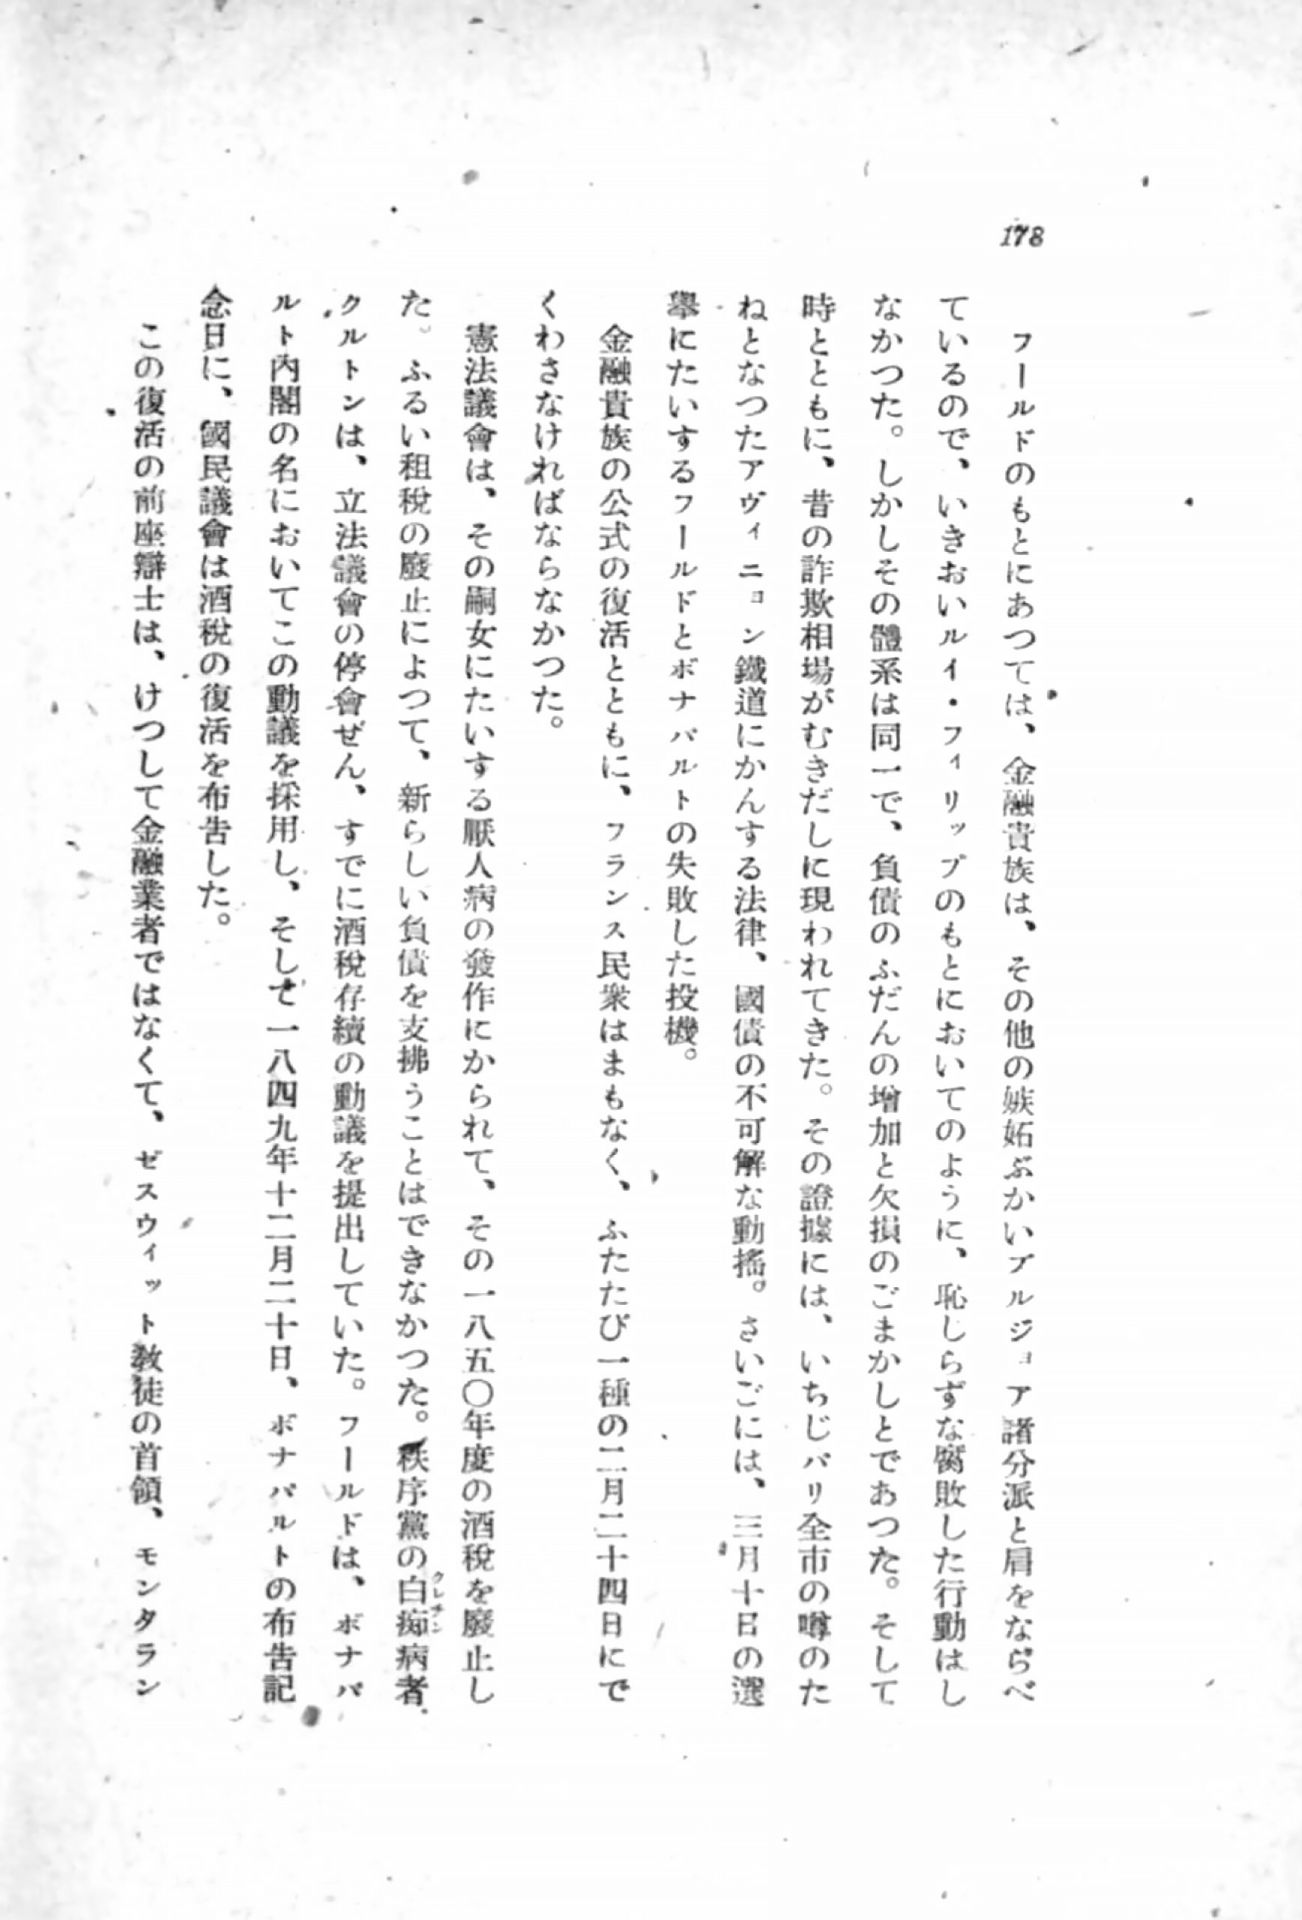 178
フールドのもとにあつては、金融貴族は、その他の嫉妬ぶかいブルジョア諸分派と肩をならべ
ているので、いきおいルイ・フィリップのもとにおいてのように、恥しらずな腐敗した行動はし
なかつた。しかしその體系は同一で、負債のふだんの増加と欠損のごまかしとであつた。そして
時とともに、昔の詐欺相場がむきだしに現われてきた。その證據には、いちじパリ全市の噂のた
ねとなつたアヴィニョン鐵道にかんする法律、國債の不可解な動搖。さいごには、三月十日の選
擧にたいするフールドとボナパルトの失敗した投機。
金融貴族の公式の復活とともに、フランス民衆はまもなく、ふたたび一種の二月二十四日にで
くわさなければならなかつた。
憲法議會は、その嗣女にたいする厭人病の發作にかられて、その一八五〇年度の酒稅を廢止し
た。ふるい租稅の廢止によつて、新らしい負債を支拂うことはできなかつた。秩序黨の白痴病者
クレチン
クルトンは、立法議會の停會ぜん、すでに酒稅存續の動議を提出していた。フールドは、ボナパ
ルト内閣の名においてこの動議を採用し、そして一八四九年十二月二十日、ボナパルトの布告記
念日に、國民議會は酒稅の復活を布告した。
この復活の前座辯士は、けつして金融業者ではなくて、ゼスウィット教徒の首領、モンタラン